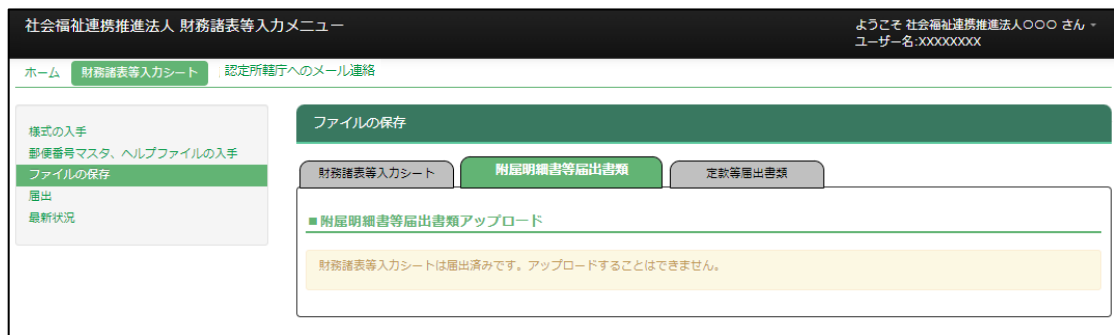 社会福祉連携推進法人 財務諸表等入力メニュー
ようこそ 社会福祉連携推進法人〇〇〇 さん
ユーザー名:XXXXXXXX
ホーム 財務諸表等入力シート 認定所轄庁へのメール連絡
様式の入手
郵便番号マスタ、ヘルプファイルの入手
ファイルの保存
届出
最新状況
ファイルの保存
財務諸表等入力シート 附属明細書等届出書類 定款等届出書類
■附属明細書等届出書類アップロード
財務諸表等入力シートは届出済みです。アップロードすることはできません。